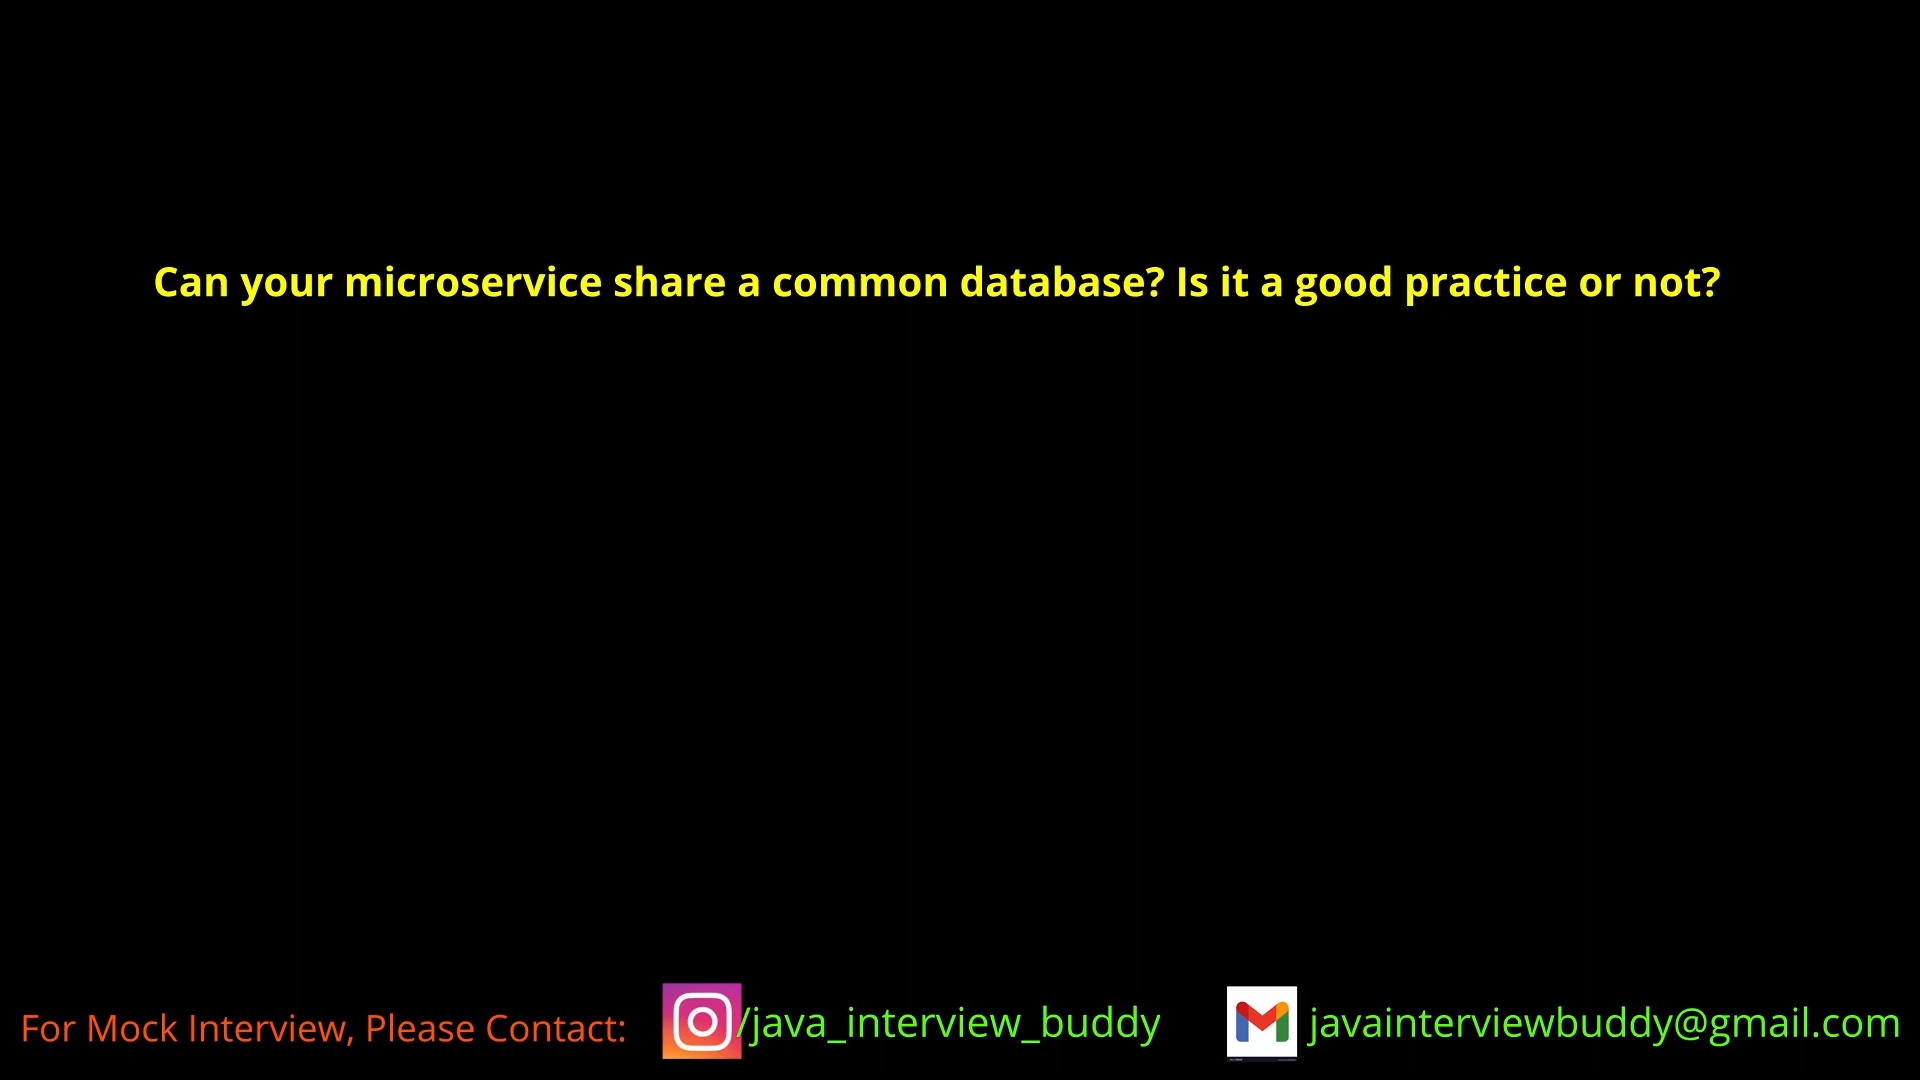 Can your microservice share a common database? Is it a good practice or not?
For Mock Interview, Please Contact: /java_interview_buddy javainterviewbuddy@gmail.com